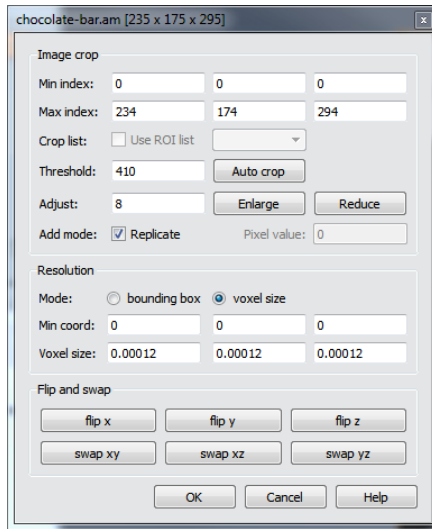 chocolate-bar.am [235 x 175 x 295] x
Image crop
Min index: 0 0 0
Max index: 234 174 294
Crop list: Use ROI list
Threshold: 410 Auto crop
Adjust: 8 Enlarge Reduce
Add mode: Replicate Pixel value: 0
Resolution
Mode: bounding box voxel size
Min coord: 0 0 0
Voxel size: 0.00012 0.00012 0.00012
Flip and swap
flip x flip y flip z
swap xy swap xz swap yz
OK Cancel Help